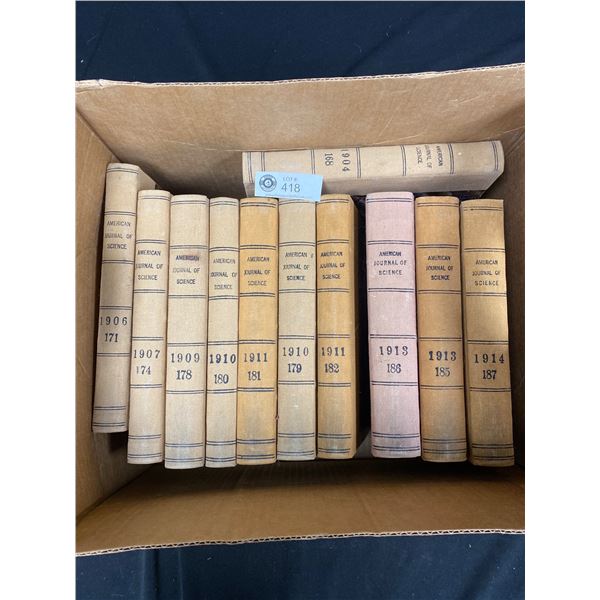 AMERICAN
JOURNAL OF
SCIENCE
1904
168
LOT #
418
AMERICAN
JOURNAL OF
SCIENCE
1906
171
AMERICAN
JOURNAL OF
SCIENCE
1907
174
AMERICAN
JOURNAL OF
SCIENCE
1909
178
AMERICAN
JOURNAL OF
SCIENCE
1910
180
AMERICAN
JOURNAL OF
SCIENCE
1911
181
AMERICAN
JOURNAL OF
SCIENCE
1910
179
AMERICAN
JOURNAL OF
SCIENCE
1911
182
AMERICAN
JOURNAL OF
SCIENCE
1913
186
AMERICAN
JOURNAL OF
SCIENCE
1913
185
AMERICAN
JOURNAL OF
SCIENCE
1914
187